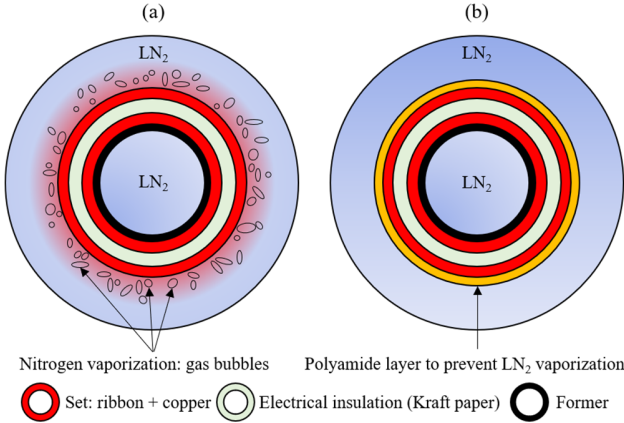 (a)
(b)
LN₂
LN₂
LN₂
LN₂
Nitrogen vaporization: gas bubbles
Polyamide layer to prevent LN₂ vaporization
Set: ribbon + copper
Electrical insulation (Kraft paper)
Former